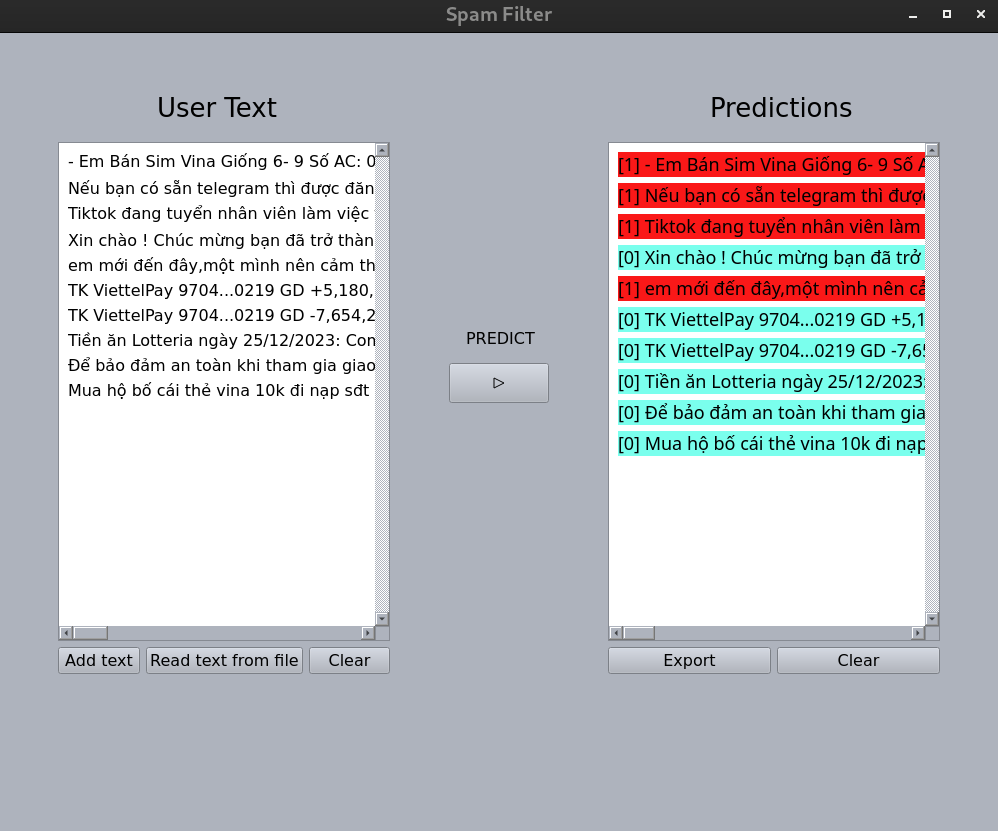 Spam Filter
User Text
- Em Bán Sim Vina Giống 6- 9 Số AC: 0
Nếu bạn có sẵn telegram thì được đăn
Tiktok đang tuyển nhân viên làm việc
Xin chào ! Chúc mừng bạn đã trở thàn
em mới đến đây,một mình nên cảm th
TK ViettelPay 9704...0219 GD +5,180,
TK ViettelPay 9704...0219 GD -7,654,2
Tiền ăn Lotteria ngày 25/12/2023: Com
Để bảo đảm an toàn khi tham gia giao
Mua hộ bố cái thẻ vina 10k đi nạp sđt
Add text
Read text from file
Clear
PREDICT
Predictions
[1] - Em Bán Sim Vina Giống 6- 9 Số A
[1] Nếu bạn có sẵn telegram thì được
[1] Tiktok đang tuyển nhân viên làm
[0] Xin chào ! Chúc mừng bạn đã trở
[1] em mới đến đây,một mình nên cả
[0] TK ViettelPay 9704...0219 GD +5,1
[0] TK ViettelPay 9704...0219 GD -7,65
[0] Tiền ăn Lotteria ngày 25/12/2023:
[0] Để bảo đảm an toàn khi tham gia
[0] Mua hộ bố cái thẻ vina 10k đi nạp
Export
Clear